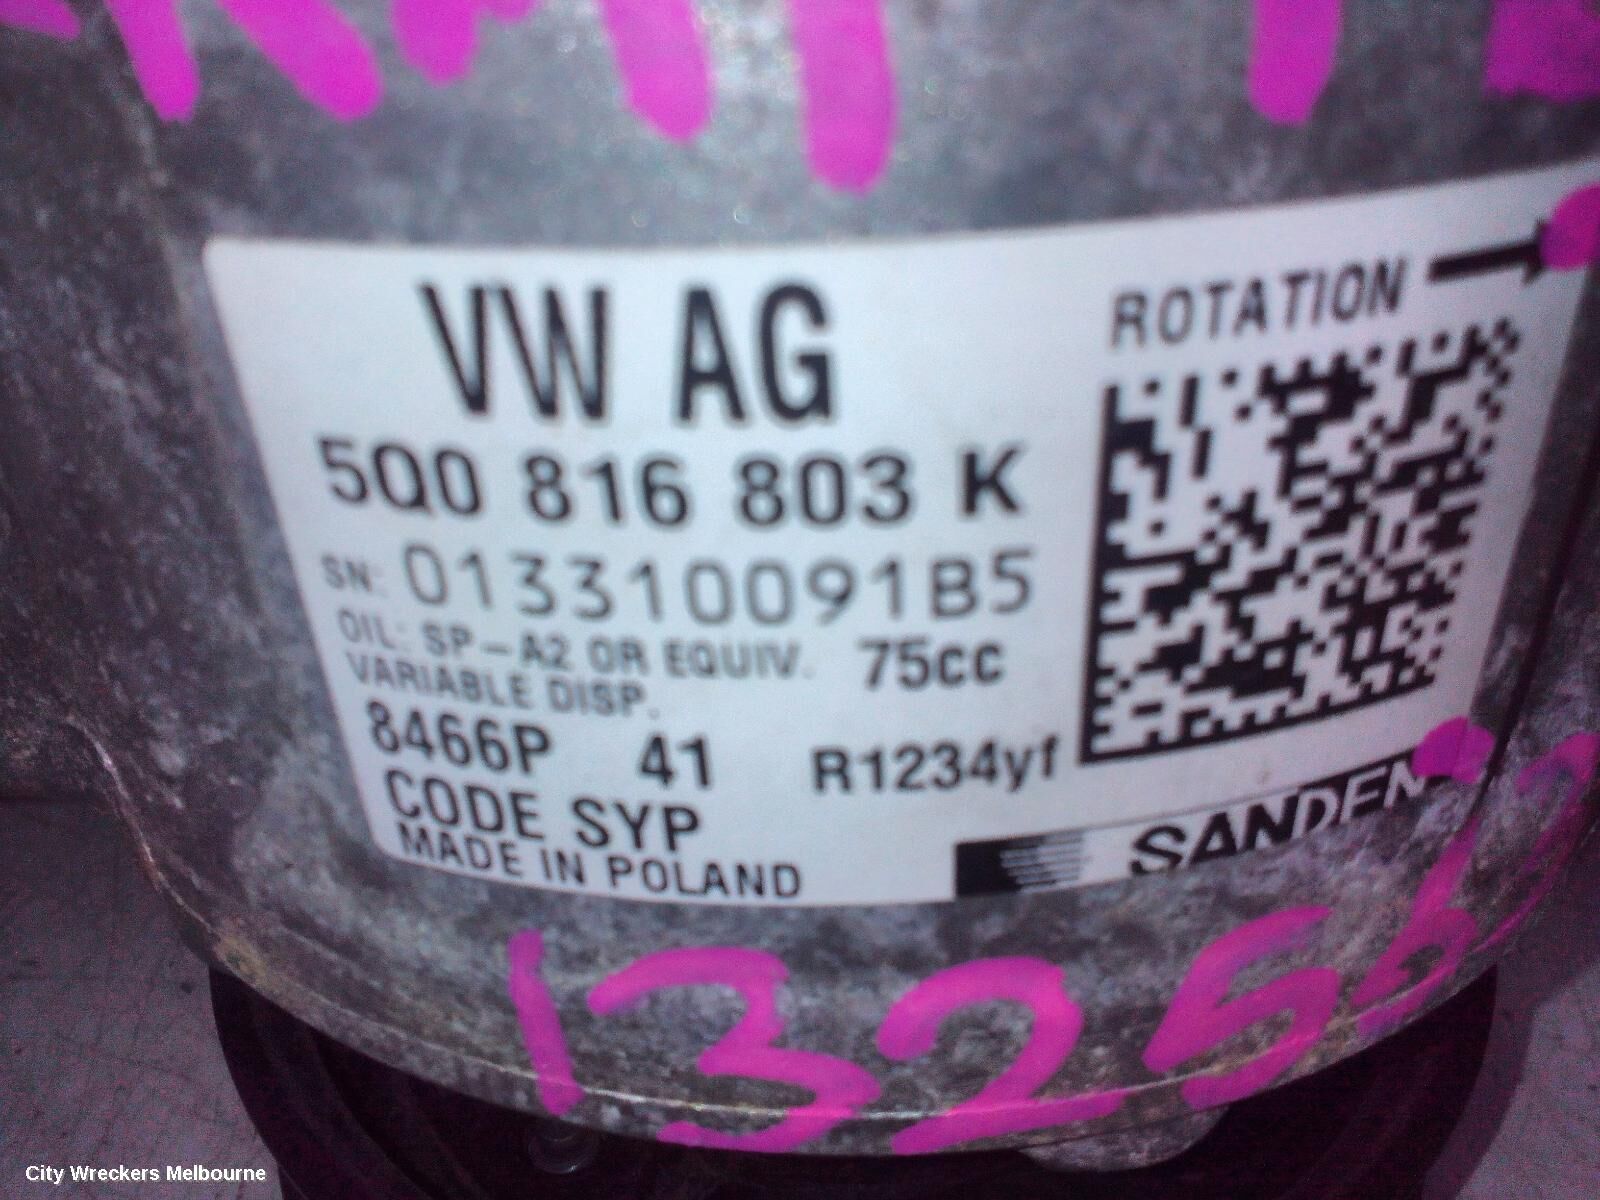 VW AG
ROTATION
5Q0 816 803 K
SN: 013310091B5
OIL: SP-A2 OR EQUIV. 75cc
VARIABLE DISP.
8466P 41 R1234yf
CODE SYP
MADE IN POLAND
SANDEN
City Wreckers Melbourne